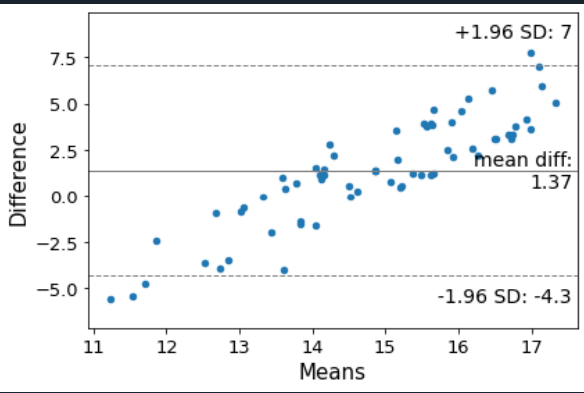 +1.96 SD: 7
7.5
5.0
2.5
0.0
−2.5
−5.0
Difference
mean diff:
1.37
-1.96 SD: -4.3
11 12 13 14 15 16 17
Means